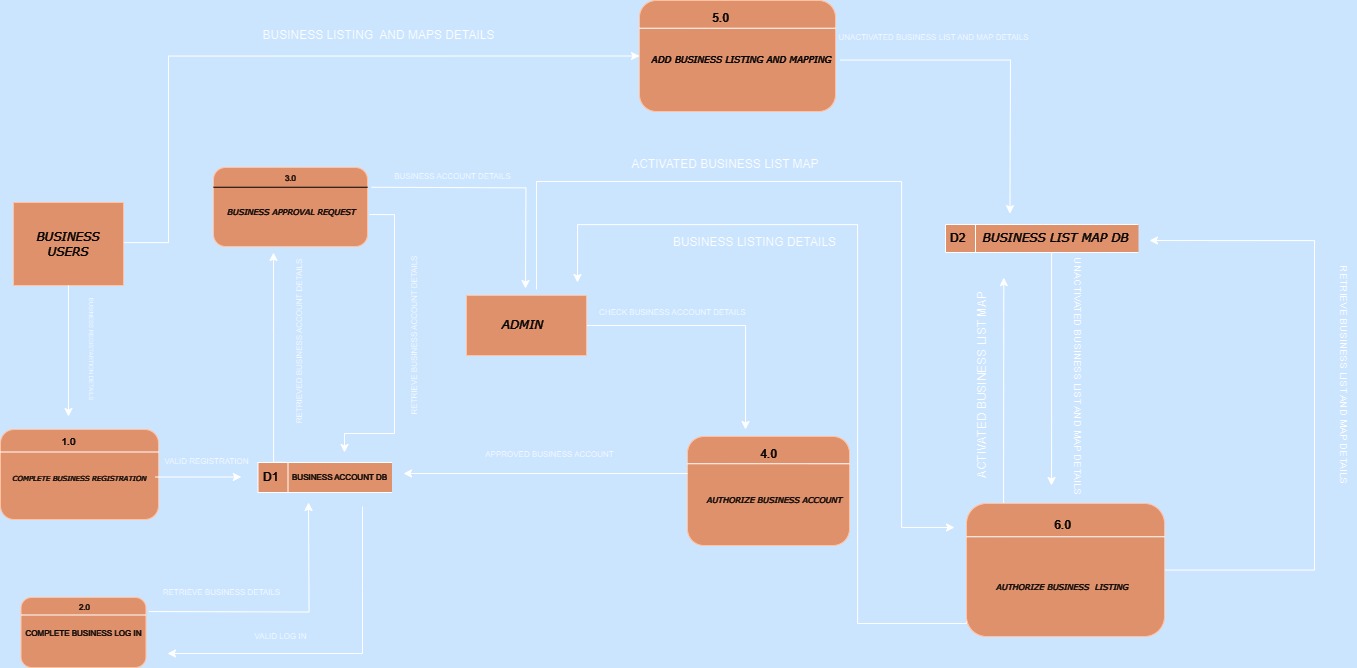 5.0
BUSINESS LISTING  AND MAPS DETAILS
UNACTIVATED BUSINESS LIST AND MAP DETAILS
ADD BUSINESS LISTING AND MAPPING
ACTIVATED BUSINESS LIST MAP
3.0
BUSINESS ACCOUNT DETAILS
BUSINESS APPROVAL REQUEST
BUSINESS
USERS
BUSINESS LISTING DETAILS
D2
BUSINESS LIST MAP DB
RETRIEVED BUSINESS ACCOUNT DETAILS
RETRIEVE BUSINESS ACCOUNT DETAILS
ADMIN
CHECK BUSINESS ACCOUNT DETAILS
ACTIVATED BUSINESS LIST MAP
UNACTIVATED BUSINESS LIST AND MAP DETAILS
RETRIEVE BUSINESS LIST AND MAP DETAILS
1.0
COMPLETE BUSINESS REGISTRATION
VALID REGISTRATION
D1
BUSINESS ACCOUNT DB
APPROVED BUSINESS ACCOUNT
4.0
AUTHORIZE BUSINESS ACCOUNT
6.0
AUTHORIZE BUSINESS  LISTING
RETRIEVE BUSINESS DETAILS
2.0
COMPLETE BUSINESS LOG IN
VALID LOG IN